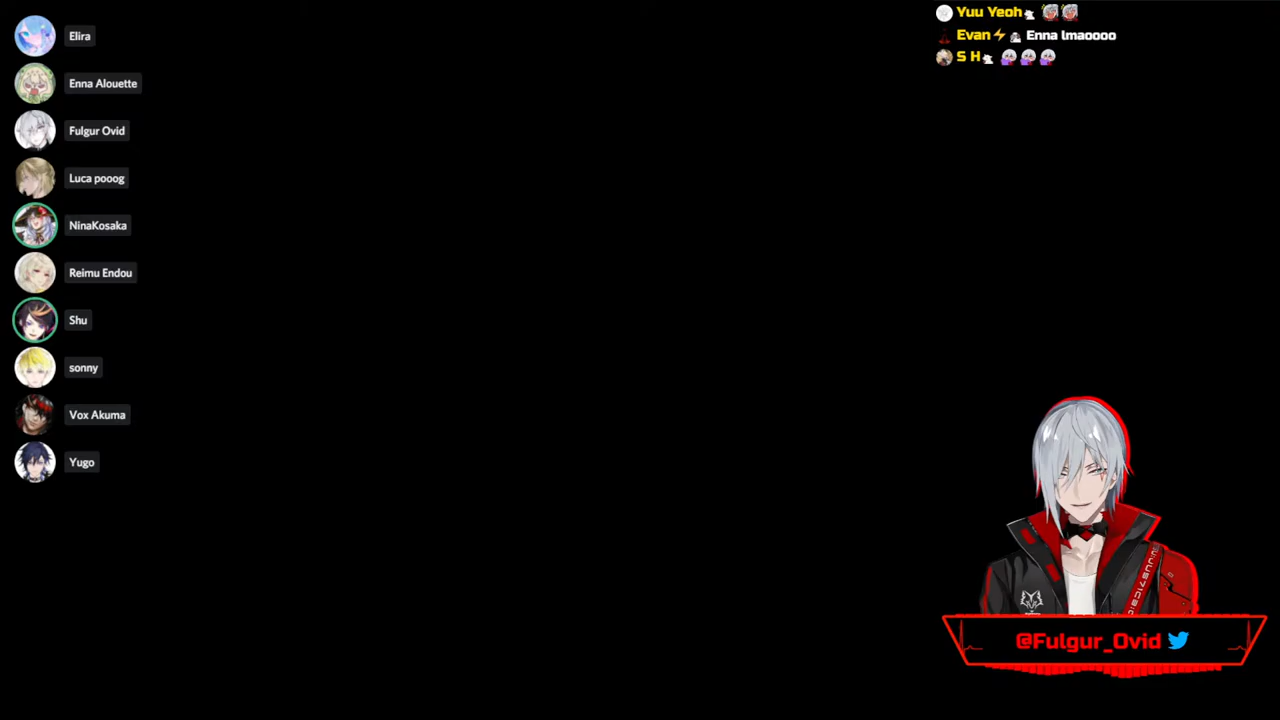 Elira
Enna Alouette
Fulgur Ovid
Luca pooog
NinaKosaka
Reimu Endou
Shu
sonny
Vox Akuma
Yugo
Yuu Yeoh
Evan⚡ Enna lmaoooo
S H
@Fulgur_Ovid